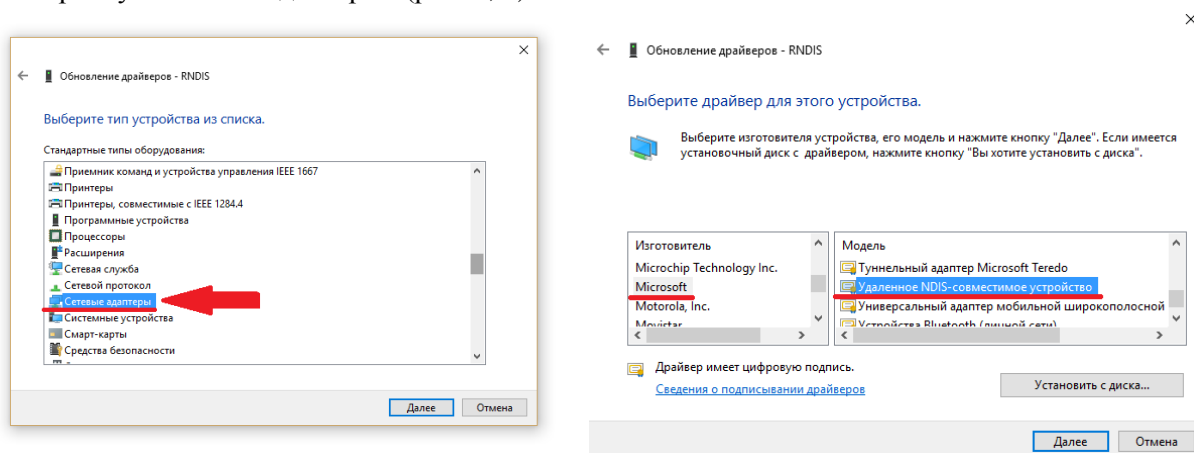 Обновление драйверов - RNDIS
Выберите тип устройства из списка.
Стандартные типы оборудования:
Приемник команд и устройства управления IEEE 1667
Принтеры
Принтеры, совместимые с IEEE 1284.4
Программные устройства
Процессоры
Расширения
Сетевая служба
Сетевой протокол
Сетевые адаптеры
Системные устройства
Смарт-карты
Средства безопасности
Далее
Отмена
Обновление драйверов - RNDIS
Выберите драйвер для этого устройства.
Выберите изготовителя устройства, его модель и нажмите кнопку "Далее". Если имеется
установочный диск с драйвером, нажмите кнопку "Вы хотите установить с диска".
Изготовитель
Microchip Technology Inc.
Microsoft
Motorola, Inc.
Movistar
Модель
Туннельный адаптер Microsoft Teredo
Удаленное NDIS-совместимое устройство
Универсальный адаптер мобильной широкополосной
Устройства Bluetooth (личной сети)
Драйвер имеет цифровую подпись.
Сведения о подписывании драйверов
Установить с диска...
Далее
Отмена